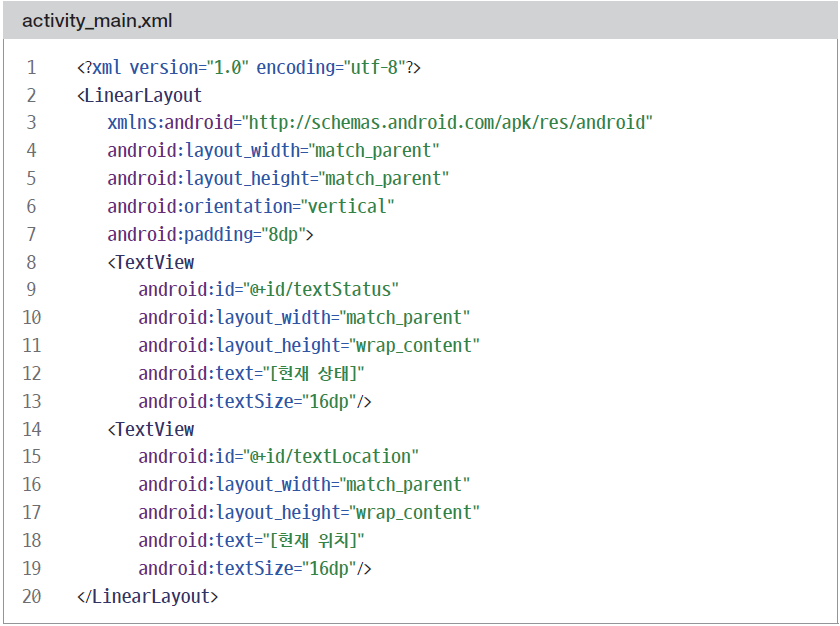 activity_main.xml
1 <?xml version="1.0" encoding="utf-8"?>
2 <LinearLayout
3 xmlns:android="http://schemas.android.com/apk/res/android"
4 android:layout_width="match_parent"
5 android:layout_height="match_parent"
6 android:orientation="vertical"
7 android:padding="8dp">
8 <TextView
9 android:id="@+id/textStatus"
10 android:layout_width="match_parent"
11 android:layout_height="wrap_content"
12 android:text="[현재 상태]"
13 android:textSize="16dp"/>
14 <TextView
15 android:id="@+id/textLocation"
16 android:layout_width="match_parent"
17 android:layout_height="wrap_content"
18 android:text="[현재 위치]"
19 android:textSize="16dp"/>
20 </LinearLayout>